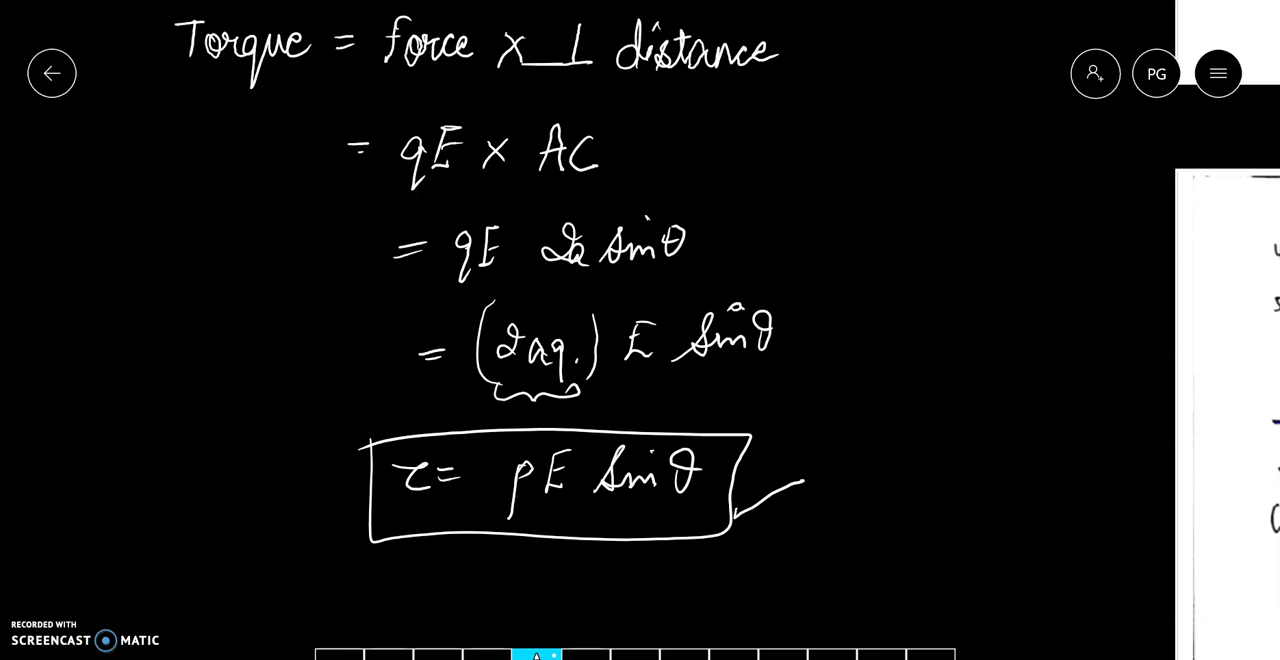 Torque = force × ⊥ distance
PG
= qE × AC
= qE 2a sinθ
= (2aq.) E sinθ
τ = pE sinθ
RECORDED WITH
SCREENCAST MATIC